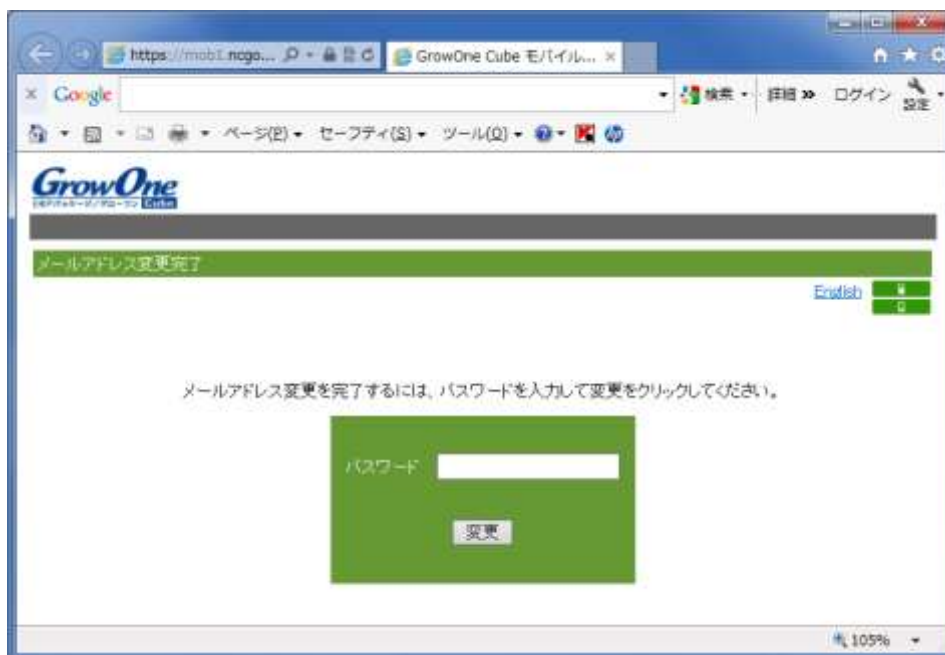 https://mob1.ncgo...
GrowOne Cube モバイル...
Google
検索
詳細 »
ログイン
設定
ページ(P)
セーフティ(S)
ツール(O)
GrowOne
Cube
メールアドレス変更完了
English
メールアドレス変更を完了するには、パスワードを入力して変更をクリックしてください。
パスワード
変更
105%